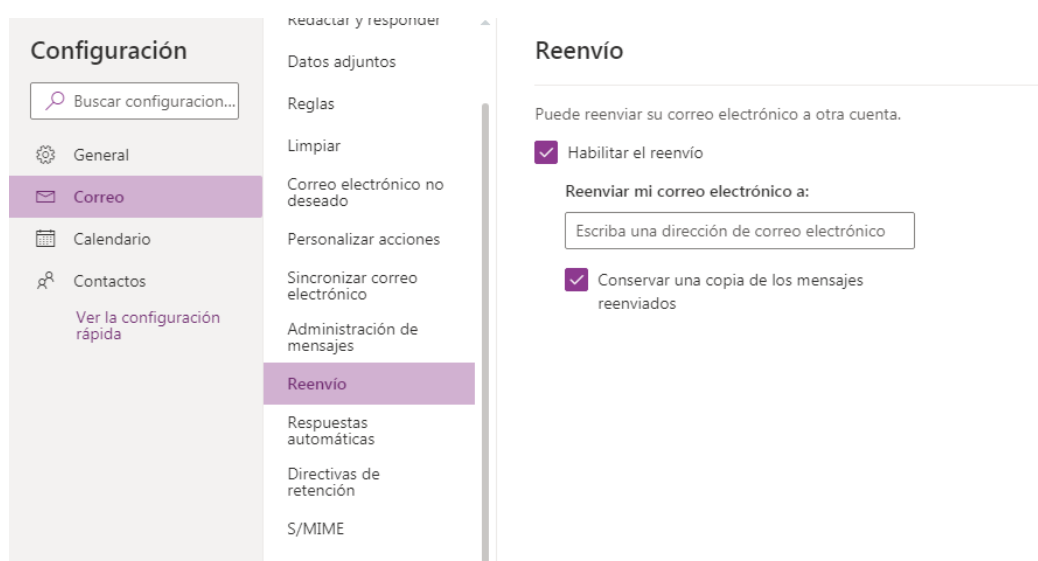 Configuración
Buscar configuracion...
General
Correo
Calendario
Contactos
Ver la configuración
rápida
Redactar y responder
Datos adjuntos
Reglas
Limpiar
Correo electrónico no
deseado
Personalizar acciones
Sincronizar correo
electrónico
Administración de
mensajes
Reenvío
Respuestas
automáticas
Directivas de
retención
S/MIME
Reenvío
Puede reenviar su correo electrónico a otra cuenta.
Habilitar el reenvío
Reenviar mi correo electrónico a:
Escriba una dirección de correo electrónico
Conservar una copia de los mensajes
reenviados